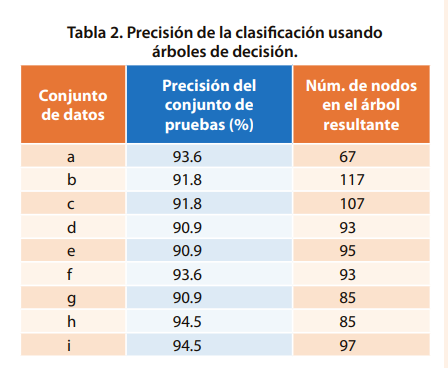 Tabla 2. Precisión de la clasificación usando
árboles de decisión.
Conjunto de datos Precisión del conjunto de pruebas (%) Núm. de nodos en el árbol resultante
a 93.6 67
b 91.8 117
c 91.8 107
d 90.9 93
e 90.9 95
f 93.6 93
g 90.9 85
h 94.5 85
i 94.5 97